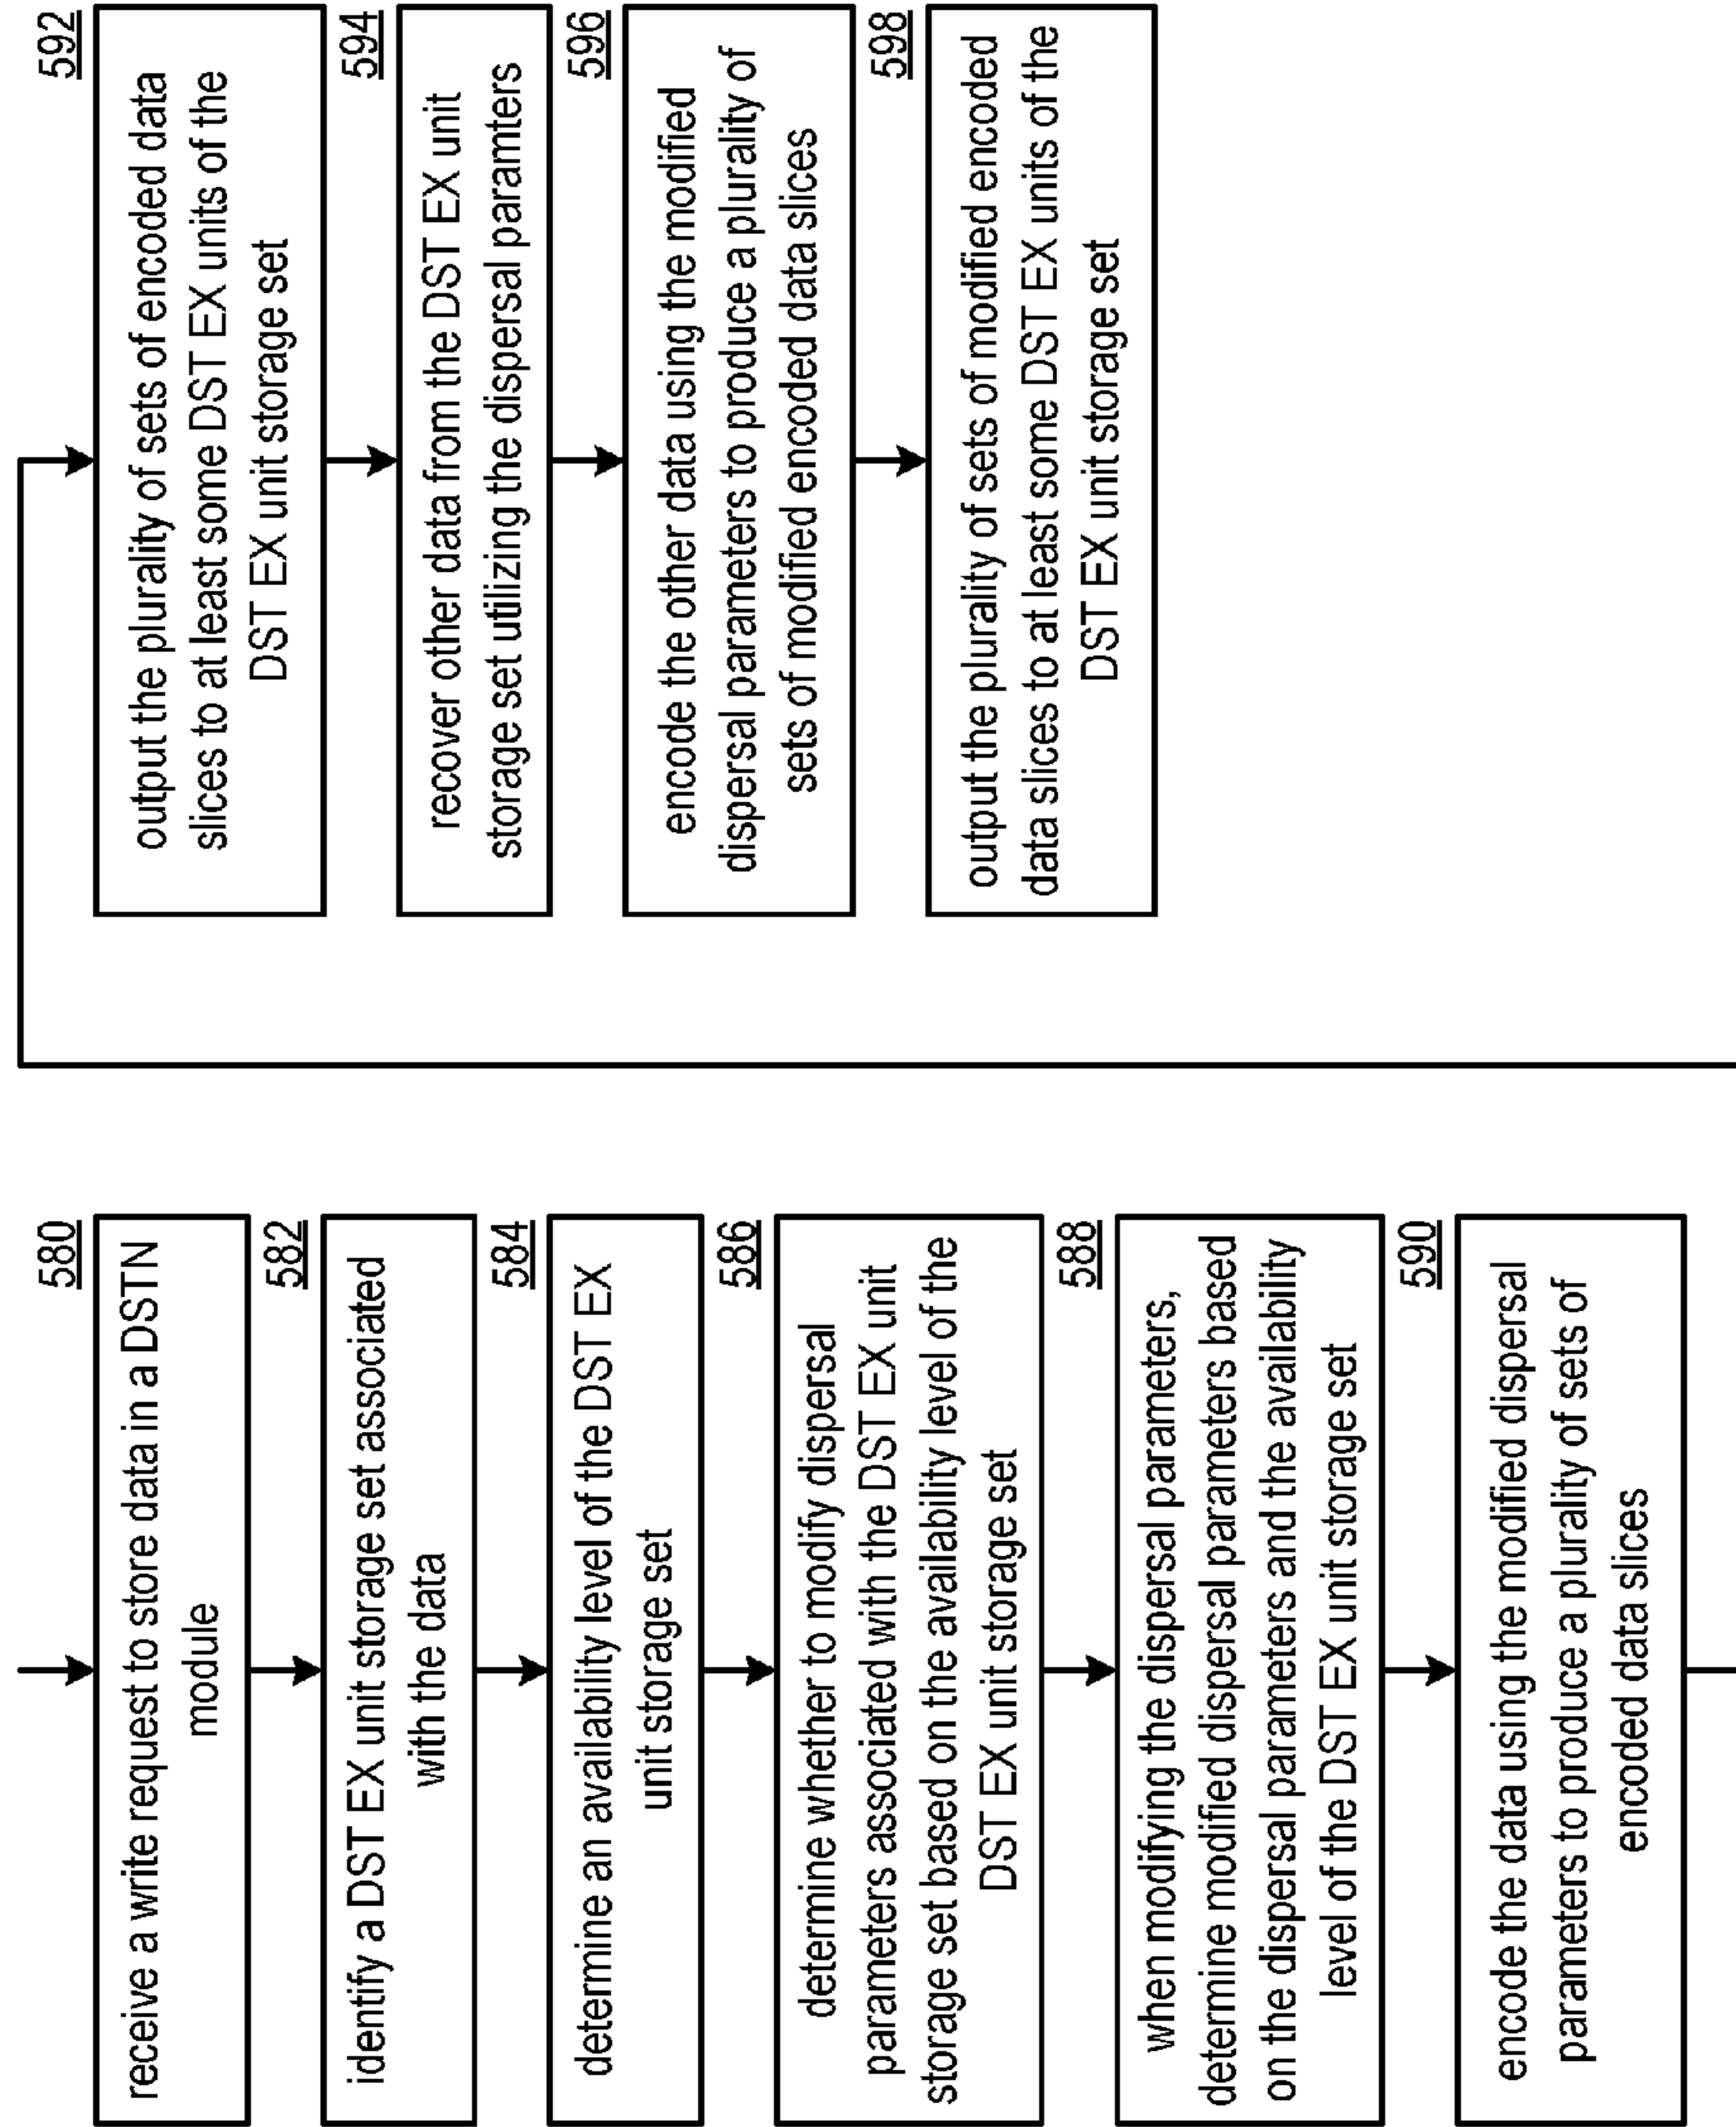 580
receive a write request to store data in a DSTN
module
582
identify a DST EX unit storage set associated
with the data
584
determine an availability level of the DST EX
unit storage set
586
determine whether to modify dispersal
parameters associated with the DST EX unit
storage set based on the availability level of the
DST EX unit storage set
588
when modifying the dispersal parameters,
determine modified dispersal parameters based
on the dispersal parameters and the availability
level of the DST EX unit storage set
590
encode the data using the modified dispersal
parameters to produce a plurality of sets of
encoded data slices
592
output the plurality of sets of encoded data
slices to at least some DST EX units of the
DST EX unit storage set
594
recover other data from the DST EX unit
storage set utilizing the dispersal paramters
596
encode the other data using the modified
dispersal parameters to produce a plurality of
sets of modified encoded data slices
598
output the plurality of sets of modified encoded
data slices to at least some DST EX units of the
DST EX unit storage set